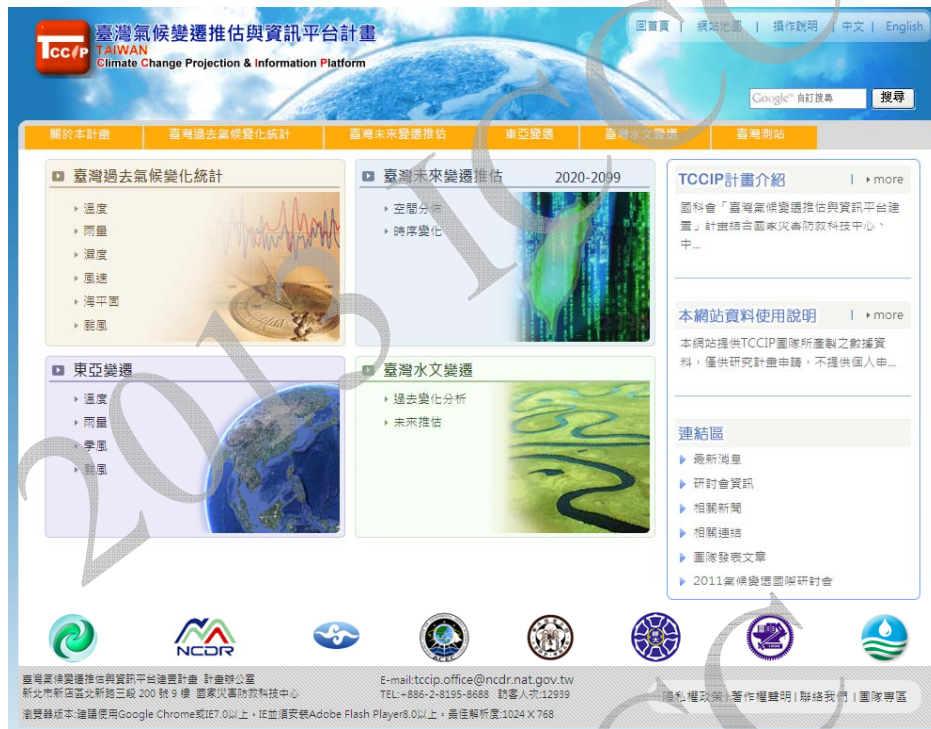 回首頁 | 網站地圖 | 操作說明 | 中文 | English
TCCIP
臺灣氣候變遷推估與資訊平台計畫
TAIWAN
Climate Change Projection & Information Platform
Google™ 自訂搜尋 搜尋
關於本計畫 臺灣過去氣候變化統計 臺灣未來變遷推估 東亞變遷 臺灣水文變遷 臺灣測站
臺灣過去氣候變化統計
溫度
雨量
濕度
風速
海平面
颱風
臺灣未來變遷推估 2020-2099
空間分佈
時序變化
東亞變遷
溫度
雨量
季風
颱風
臺灣水文變遷
過去變化分析
未來推估
TCCIP計畫介紹 | more
國科會「臺灣氣候變遷推估與資訊平台建
置」計畫結合國家災害防救科技中心、
中...
本網站資料使用說明 | more
本網站提供TCCIP團隊所產製之數據資
料，僅供研究計畫申請，不提供個人申...
連結區
最新消息
研討會資訊
相關新聞
相關連結
團隊發表文章
2011氣候變遷國際研討會
NCDR
臺灣氣候變遷推估與資訊平台建置計畫 計畫辦公室
新北市新店區北新路三段 200 號 9 樓 國家災害防救科技中心
E-mail:tccip.office@ncdr.nat.gov.tw
TEL:+886-2-8195-8688 訪客人次:12939
隱私權政策 | 著作權聲明 | 聯絡我們 | 團隊專區
瀏覽器版本:建議使用Google Chrome或IE7.0以上。IE並須安裝Adobe Flash Player8.0以上。最佳解析度:1024 X 768
2015 ICC